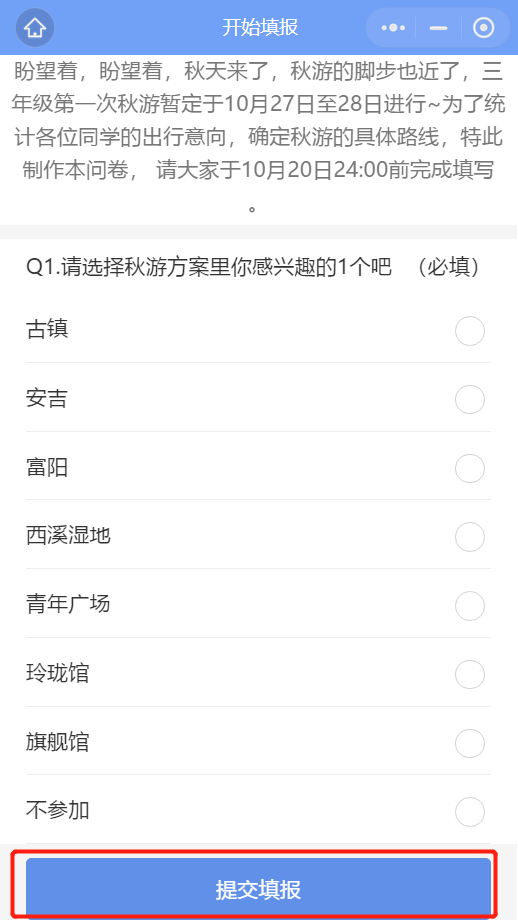 开始填报
盼望着，盼望着，秋天来了，秋游的脚步也近了，三
年级第一次秋游暂定于10月27日至28日进行~为了统
计各位同学的出行意向，确定秋游的具体路线，特此
制作本问卷， 请大家于10月20日24:00前完成填写
。
Q1.请选择秋游方案里你感兴趣的1个吧 （必填）
古镇
安吉
富阳
西溪湿地
青年广场
玲珑馆
旗舰馆
不参加
提交填报